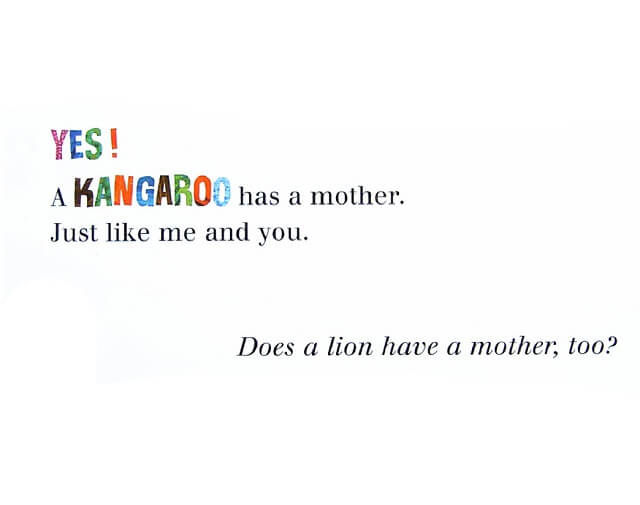 YES!
A KANGAROO has a mother.
Just like me and you.
Does a lion have a mother, too?